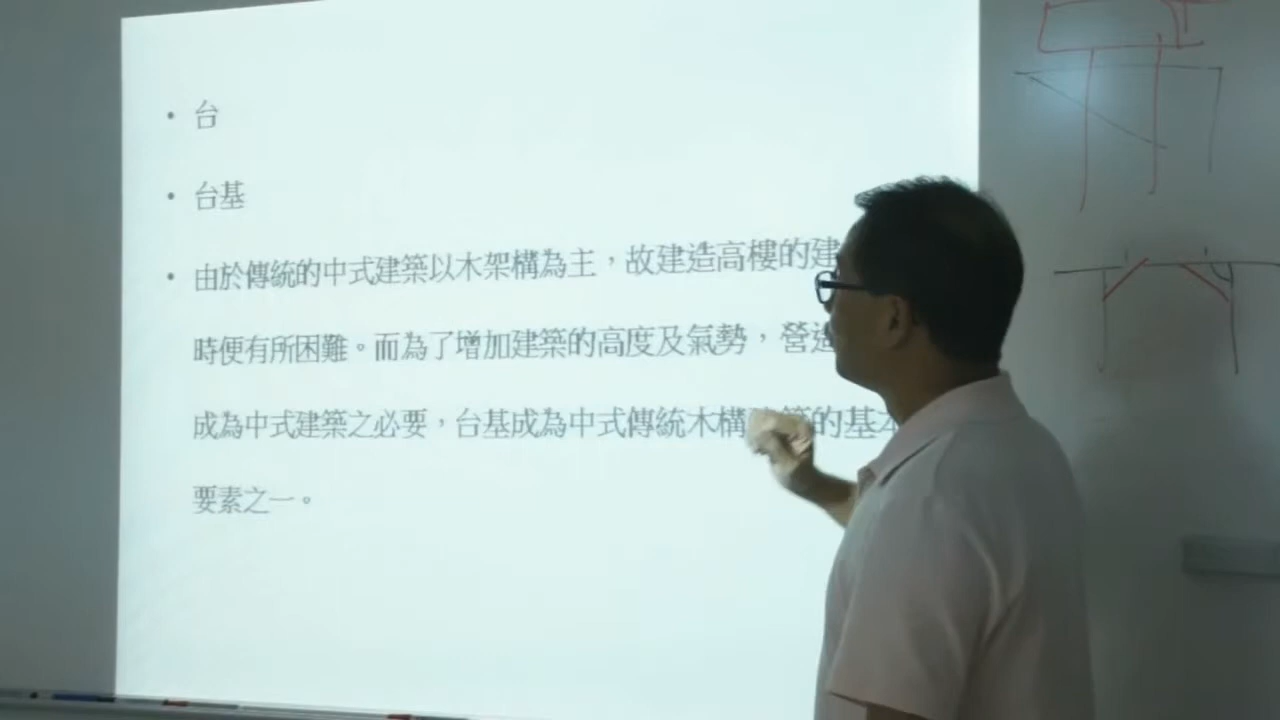 • 台
• 台基
• 由於傳統的中式建築以木架構為主，故建造高樓的建
時便有所困難。而為了增加建築的高度及氣勢，營造
成為中式建築之必要，台基成為中式傳統木構建築的基本
要素之一。